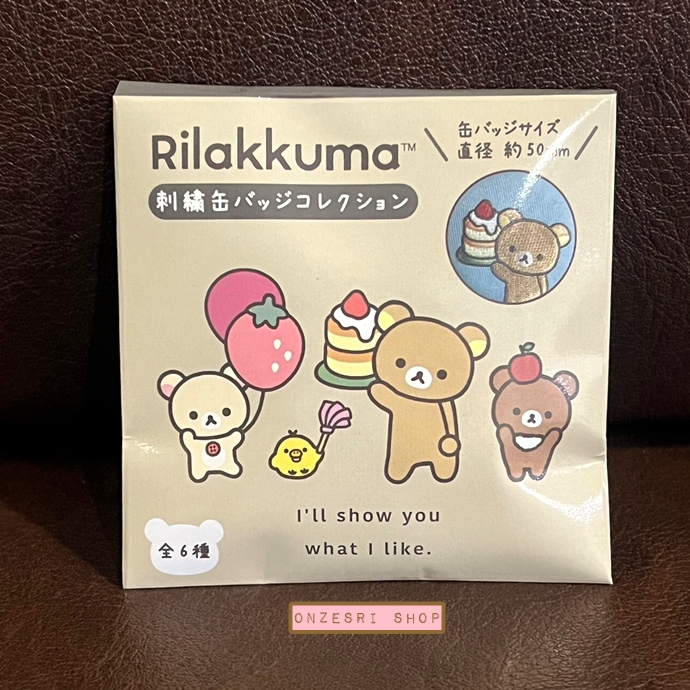 Rilakkuma™
缶バッジサイズ
直径 約50mm
刺繍缶バッジコレクション
I'll show you
what I like.
全6種
ONZESRI SHOP